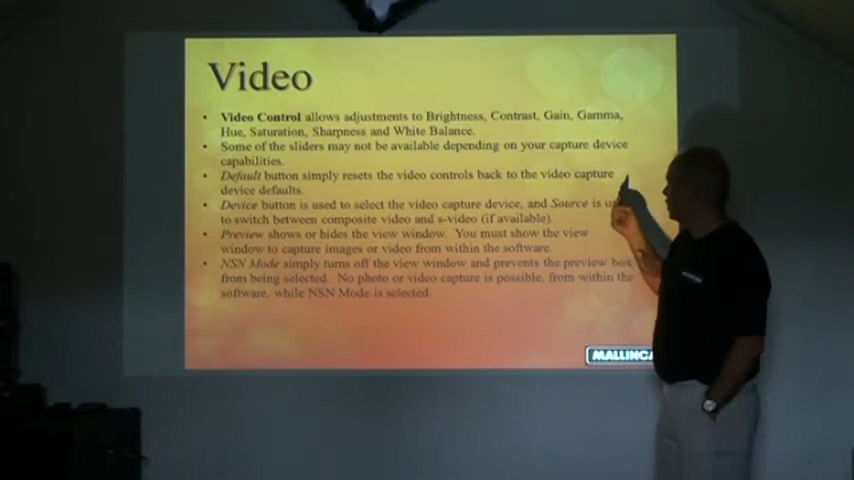 Video
• Video Control allows adjustments to Brightness, Contrast, Gain, Gamma,
Hue, Saturation, Sharpness and White Balance.
• Some of the sliders may not be available depending on your capture device
capabilities.
• Default button simply resets the video controls back to the video capture
device defaults.
• Device button is used to select the video capture device, and Source is us
to switch between composite video and s-video (if available)
• Preview shows or hides the view window. You must show the view
window to capture images or video from within the software.
• NSN Mode simply turns off the view window and prevents the preview box
from being selected. No photo or video capture is possible, from within the
software, while NSN Mode is selected.
MALLINCA